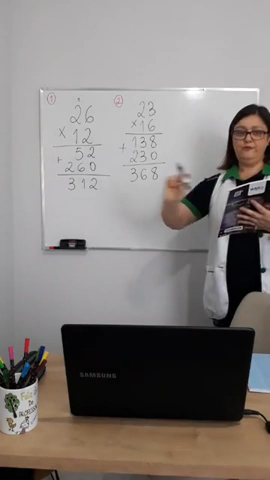 ① ②
26 23
× 12 × 16
52 + 138
+ 260 230
312 368
SAMSUNG